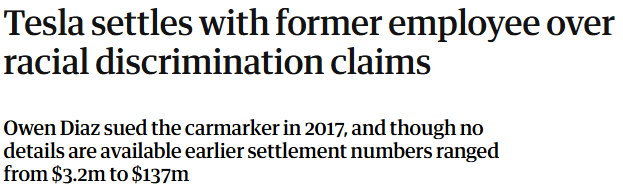 Tesla settles with former employee over
racial discrimination claims
Owen Diaz sued the carmarker in 2017, and though no
details are available earlier settlement numbers ranged
from $3.2m to $137m